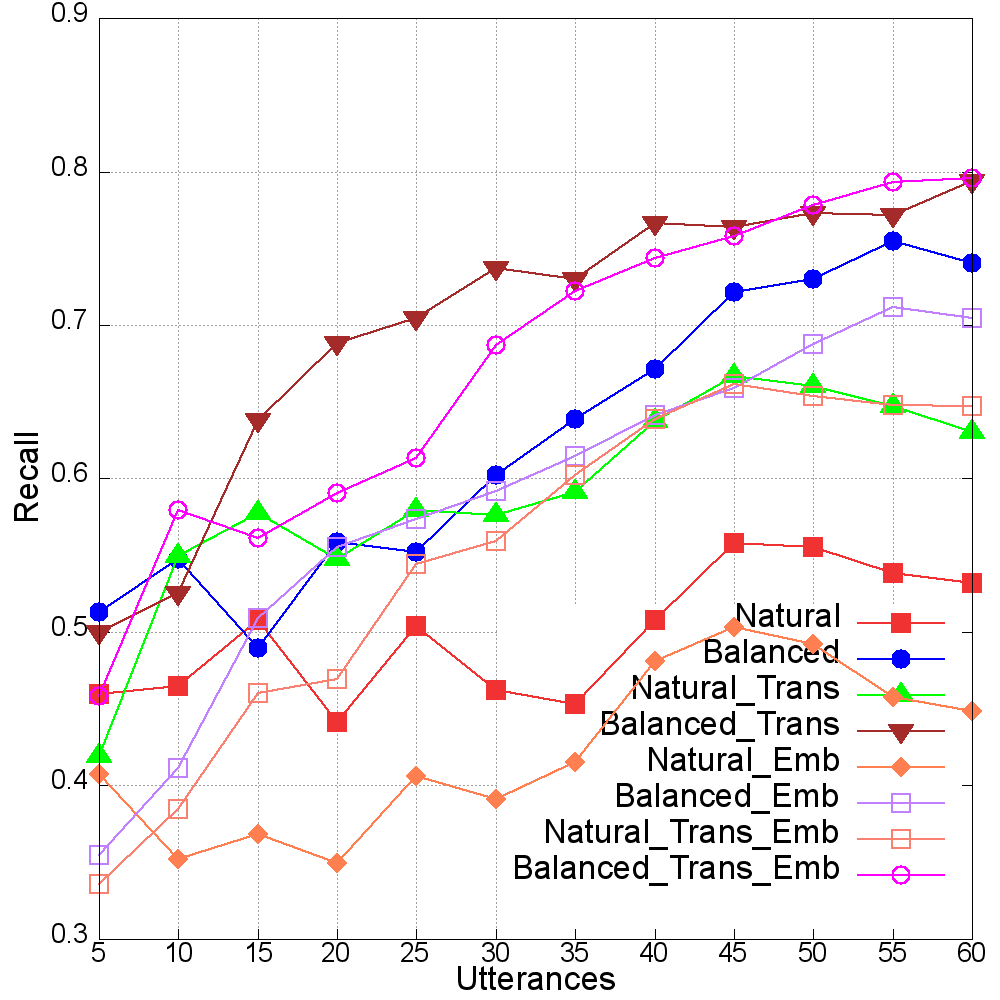 0.9
0.8
0.7
0.6
0.5
0.4
0.3
Recall
Natural
Balanced
Natural_Trans
Balanced_Trans
Natural_Emb
Balanced_Emb
Natural_Trans_Emb
Balanced_Trans_Emb
5 10 15 20 25 30 35 40 45 50 55 60
Utterances